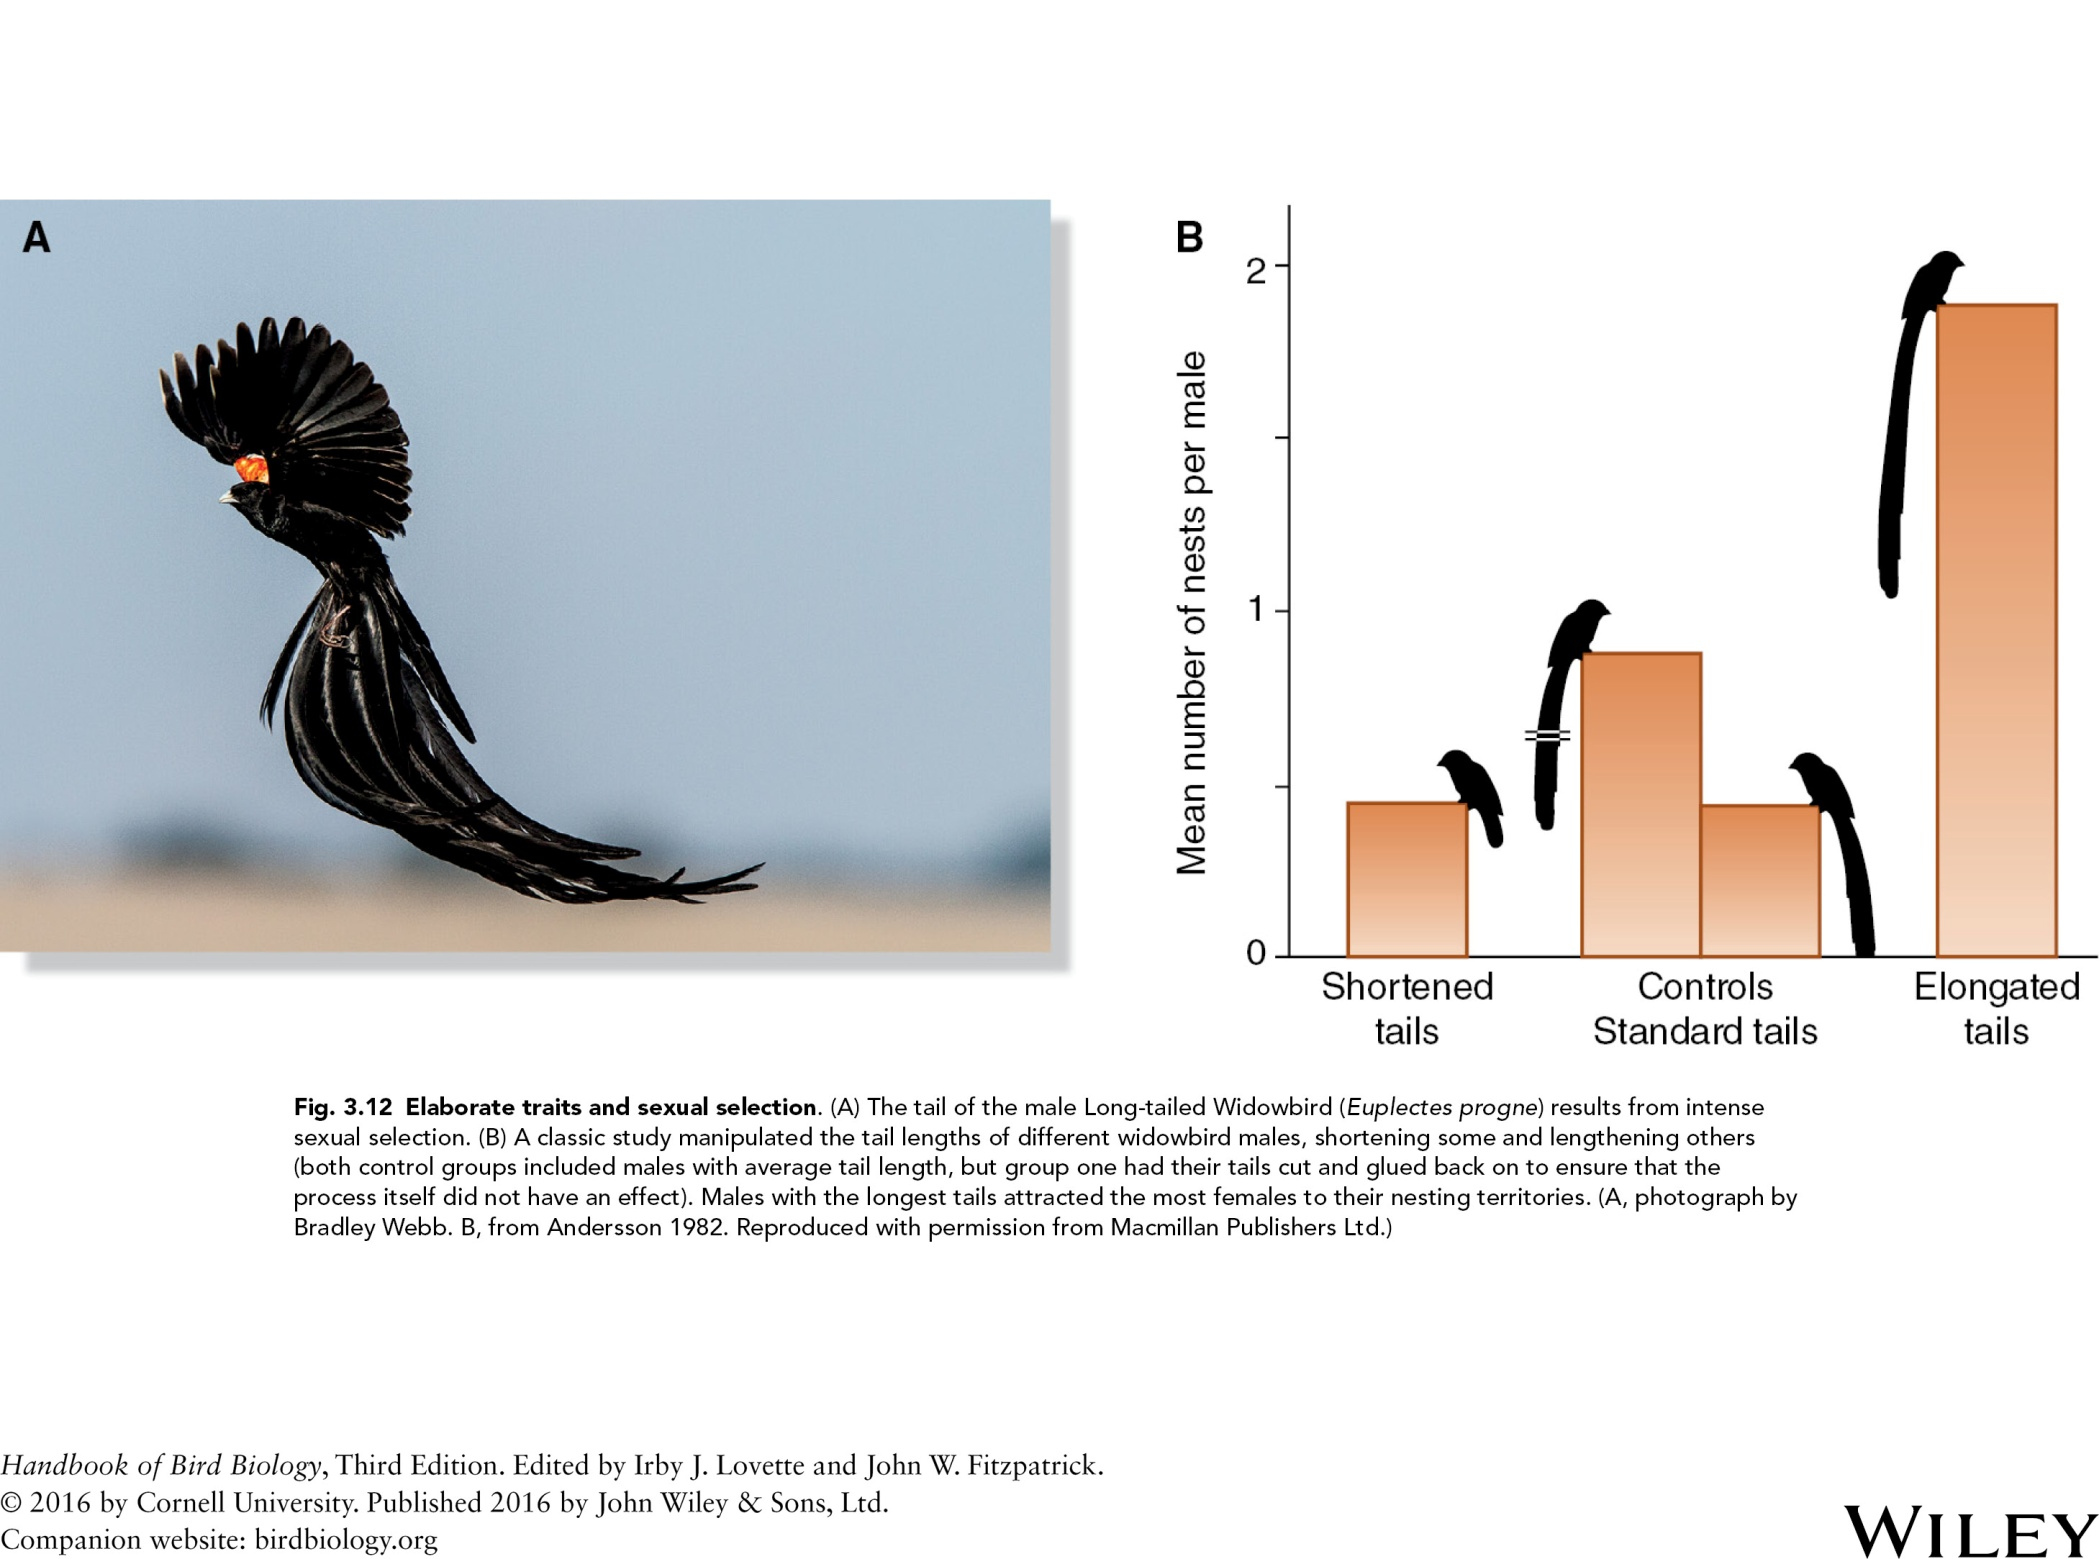 A
B
2
1
0
Mean number of nests per male
Shortened
tails
Controls
Standard tails
Elongated
tails
Fig. 3.12 Elaborate traits and sexual selection. (A) The tail of the male Long-tailed Widowbird (Euplectes progne) results from intense
sexual selection. (B) A classic study manipulated the tail lengths of different widowbird males, shortening some and lengthening others
(both control groups included males with average tail length, but group one had their tails cut and glued back on to ensure that the
process itself did not have an effect). Males with the longest tails attracted the most females to their nesting territories. (A, photograph by
Bradley Webb. B, from Andersson 1982. Reproduced with permission from Macmillan Publishers Ltd.)
Handbook of Bird Biology, Third Edition. Edited by Irby J. Lovette and John W. Fitzpatrick.
© 2016 by Cornell University. Published 2016 by John Wiley & Sons, Ltd.
Companion website: birdbiology.org
WILEY